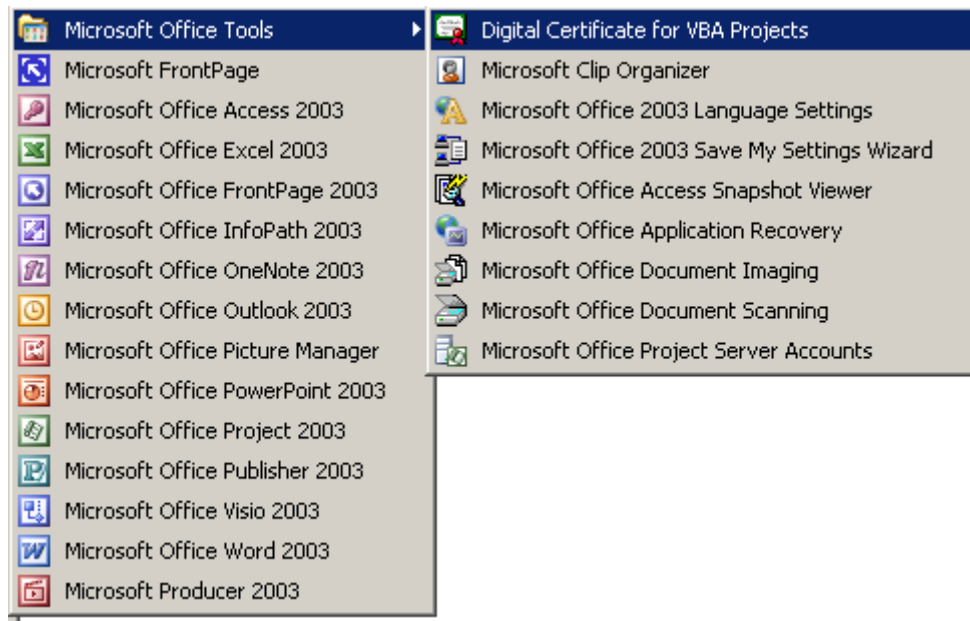 Microsoft Office Tools
Microsoft FrontPage
Microsoft Office Access 2003
Microsoft Office Excel 2003
Microsoft Office FrontPage 2003
Microsoft Office InfoPath 2003
Microsoft Office OneNote 2003
Microsoft Office Outlook 2003
Microsoft Office Picture Manager
Microsoft Office PowerPoint 2003
Microsoft Office Project 2003
Microsoft Office Publisher 2003
Microsoft Office Visio 2003
Microsoft Office Word 2003
Microsoft Producer 2003
Digital Certificate for VBA Projects
Microsoft Clip Organizer
Microsoft Office 2003 Language Settings
Microsoft Office 2003 Save My Settings Wizard
Microsoft Office Access Snapshot Viewer
Microsoft Office Application Recovery
Microsoft Office Document Imaging
Microsoft Office Document Scanning
Microsoft Office Project Server Accounts